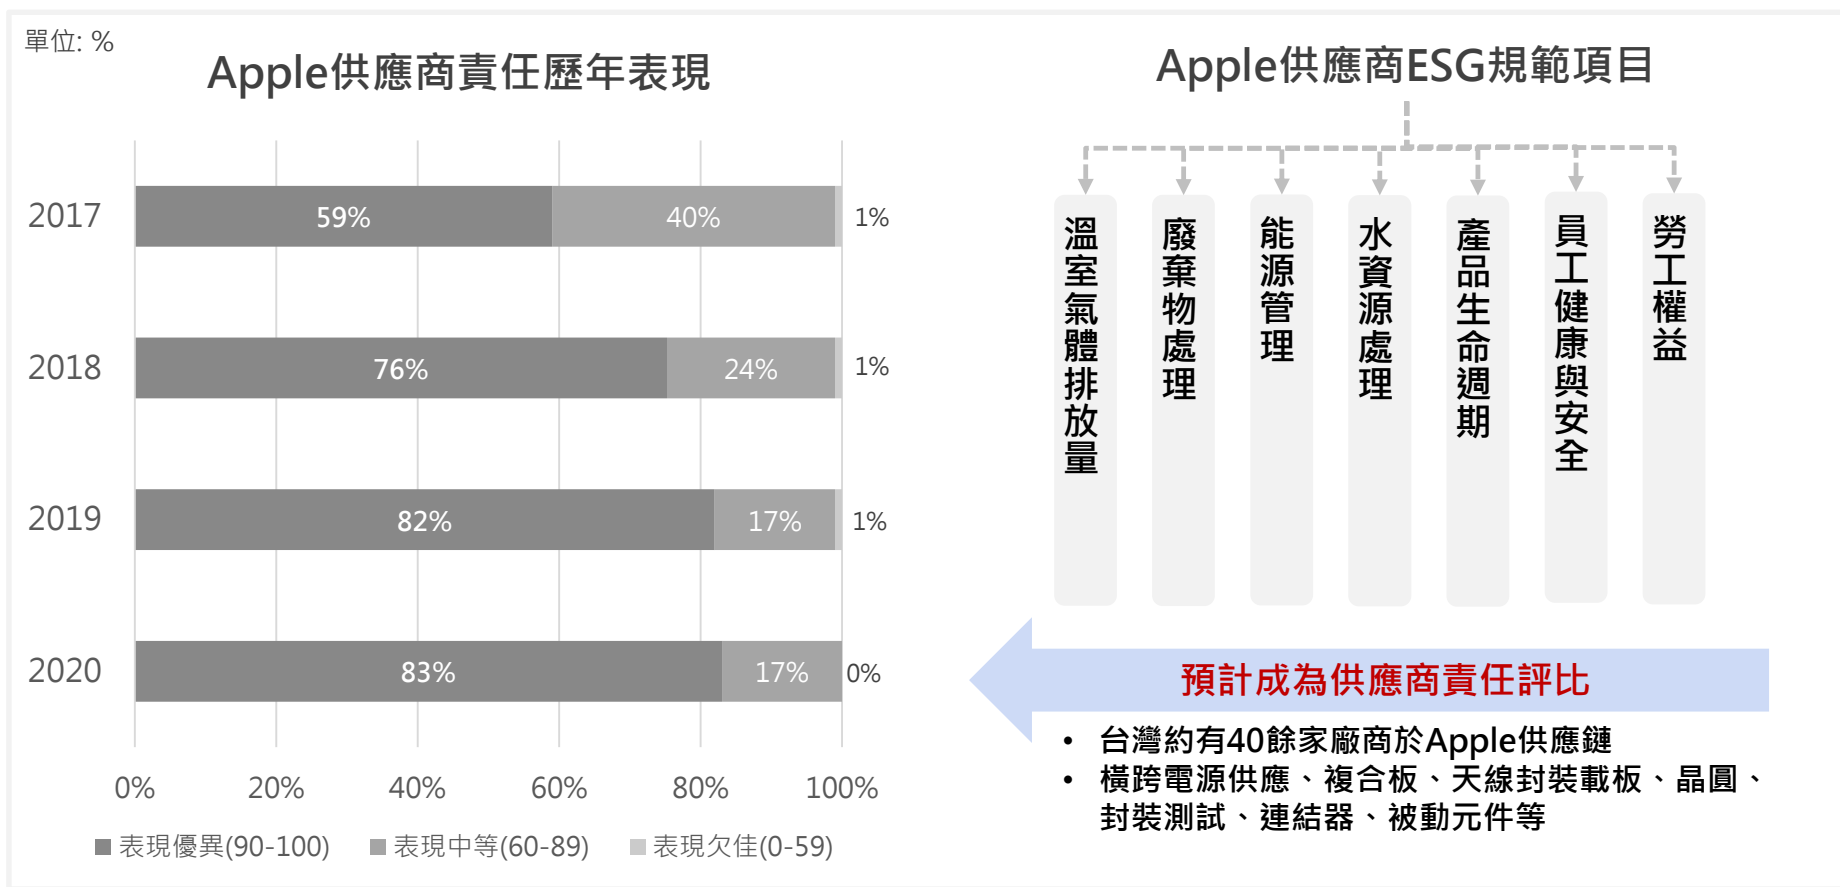 單位: %
Apple供應商責任歷年表現
2017
59%
40%
1%
2018
76%
24%
1%
2019
82%
17%
1%
2020
83%
17%
0%
0%
20%
40%
60%
80%
100%
表現優異(90-100)
表現中等(60-89)
表現欠佳(0-59)
Apple供應商ESG規範項目
溫室氣體排放量
廢棄物處理
能源管理
水資源處理
產品生命週期
員工健康與安全
勞工權益
預計成為供應商責任評比
• 台灣約有40餘家廠商於Apple供應鏈
• 橫跨電源供應、複合板、天線封裝載板、晶圓、
封裝測試、連結器、被動元件等